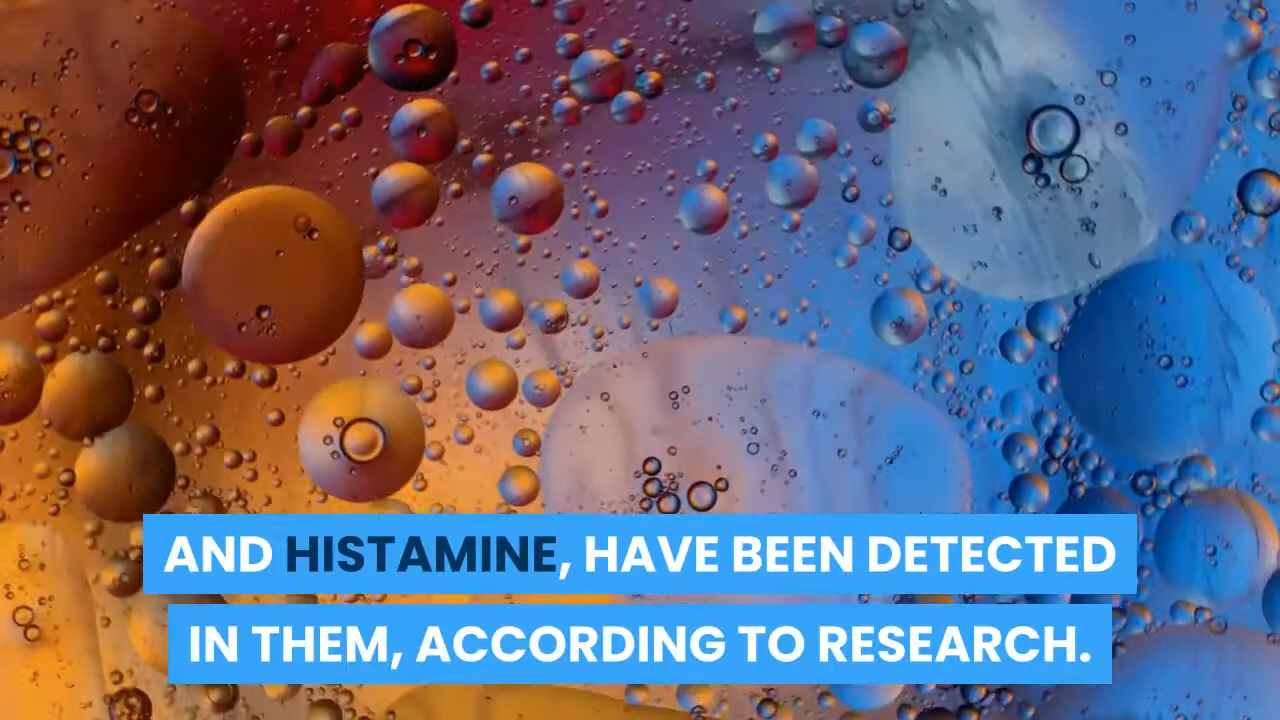 AND HISTAMINE, HAVE BEEN DETECTED
IN THEM, ACCORDING TO RESEARCH.